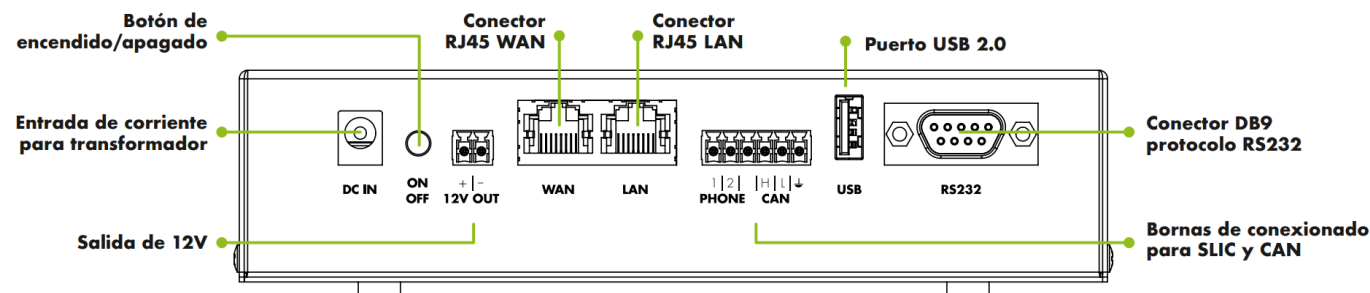 Botón de
encendido/apagado
Conector
RJ45 WAN
Conector
RJ45 LAN
Puerto USB 2.0
Entrada de corriente
para transformador
Conector DB9
protocolo RS232
DC IN
ON
OFF
+ | -
12V OUT
WAN
LAN
1 | 2 | | H | L | ⏚
PHONE CAN
USB
RS232
Salida de 12V
Bornas de conexionado
para SLIC y CAN